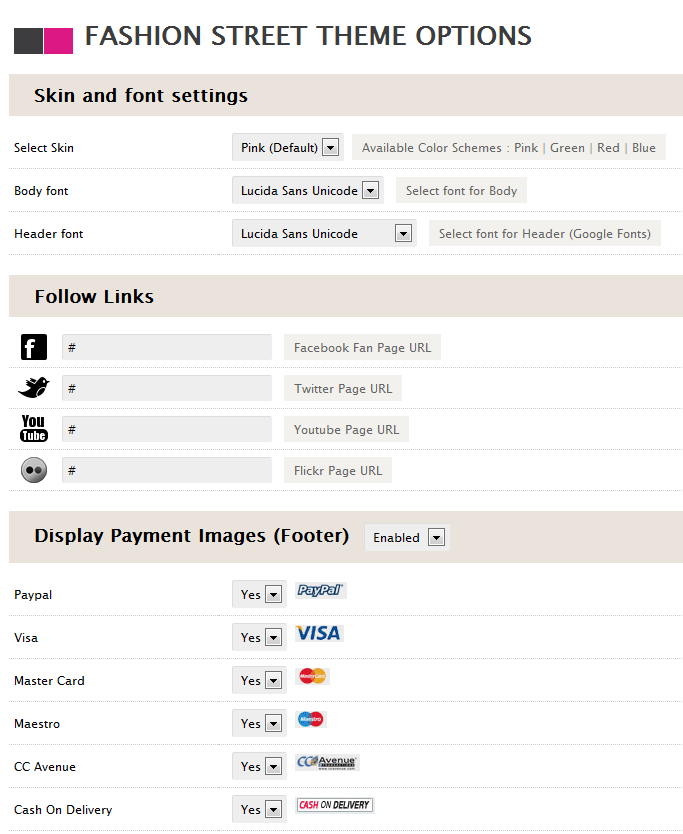 FASHION STREET THEME OPTIONS
Skin and font settings
Select Skin Pink (Default) Available Color Schemes : Pink | Green | Red | Blue
Body font Lucida Sans Unicode Select font for Body
Header font Lucida Sans Unicode Select font for Header (Google Fonts)
Follow Links
f # Facebook Fan Page URL
# Twitter Page URL
You Tube # Youtube Page URL
# Flickr Page URL
Display Payment Images (Footer) Enabled
Paypal Yes PayPal
Visa Yes VISA
Master Card Yes MasterCard
Maestro Yes Maestro
CC Avenue Yes CCAvenue
Cash On Delivery Yes CASH ON DELIVERY